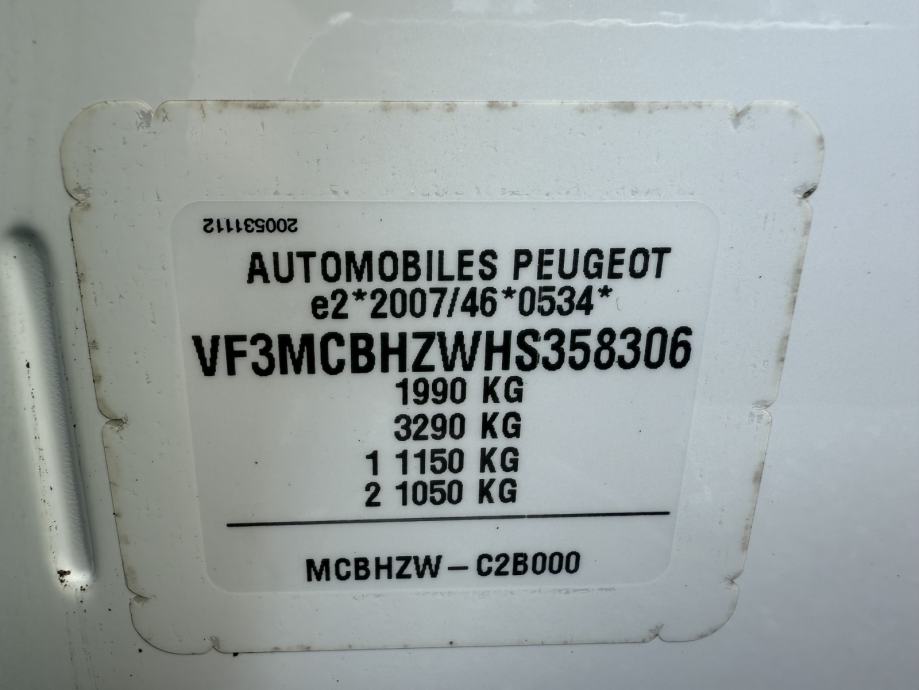 200531112
AUTOMOBILES PEUGEOT
e2*2007/46*0534*
VF3MCBHZWHS358306
1990 KG
3290 KG
1 1150 KG
2 1050 KG
MCBHZW – C2B000